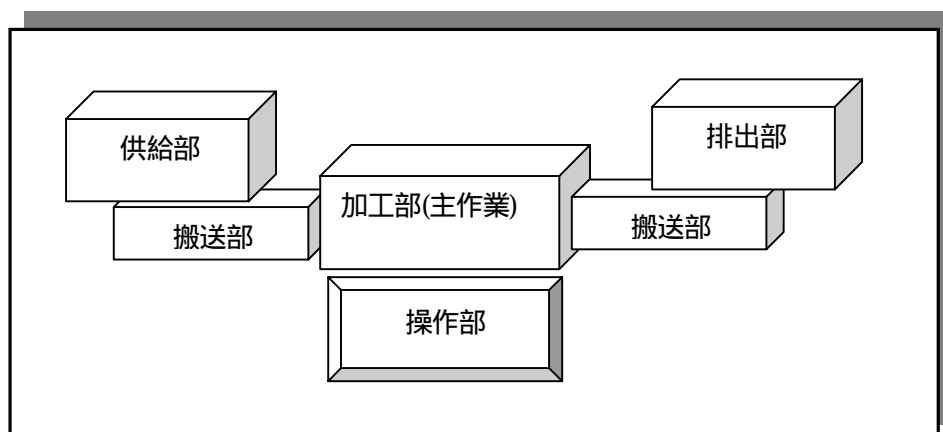 供給部
排出部
加工部(主作業)
搬送部
搬送部
操作部